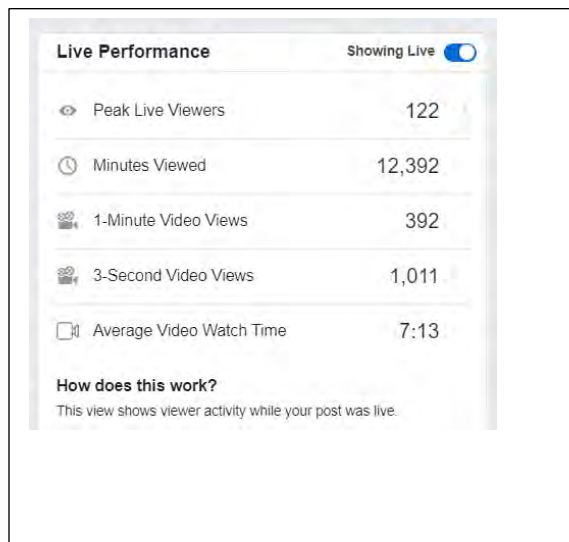 Live Performance Showing Live
Peak Live Viewers 122
Minutes Viewed 12,392
1-Minute Video Views 392
3-Second Video Views 1,011
Average Video Watch Time 7:13
How does this work?
This view shows viewer activity while your post was live.